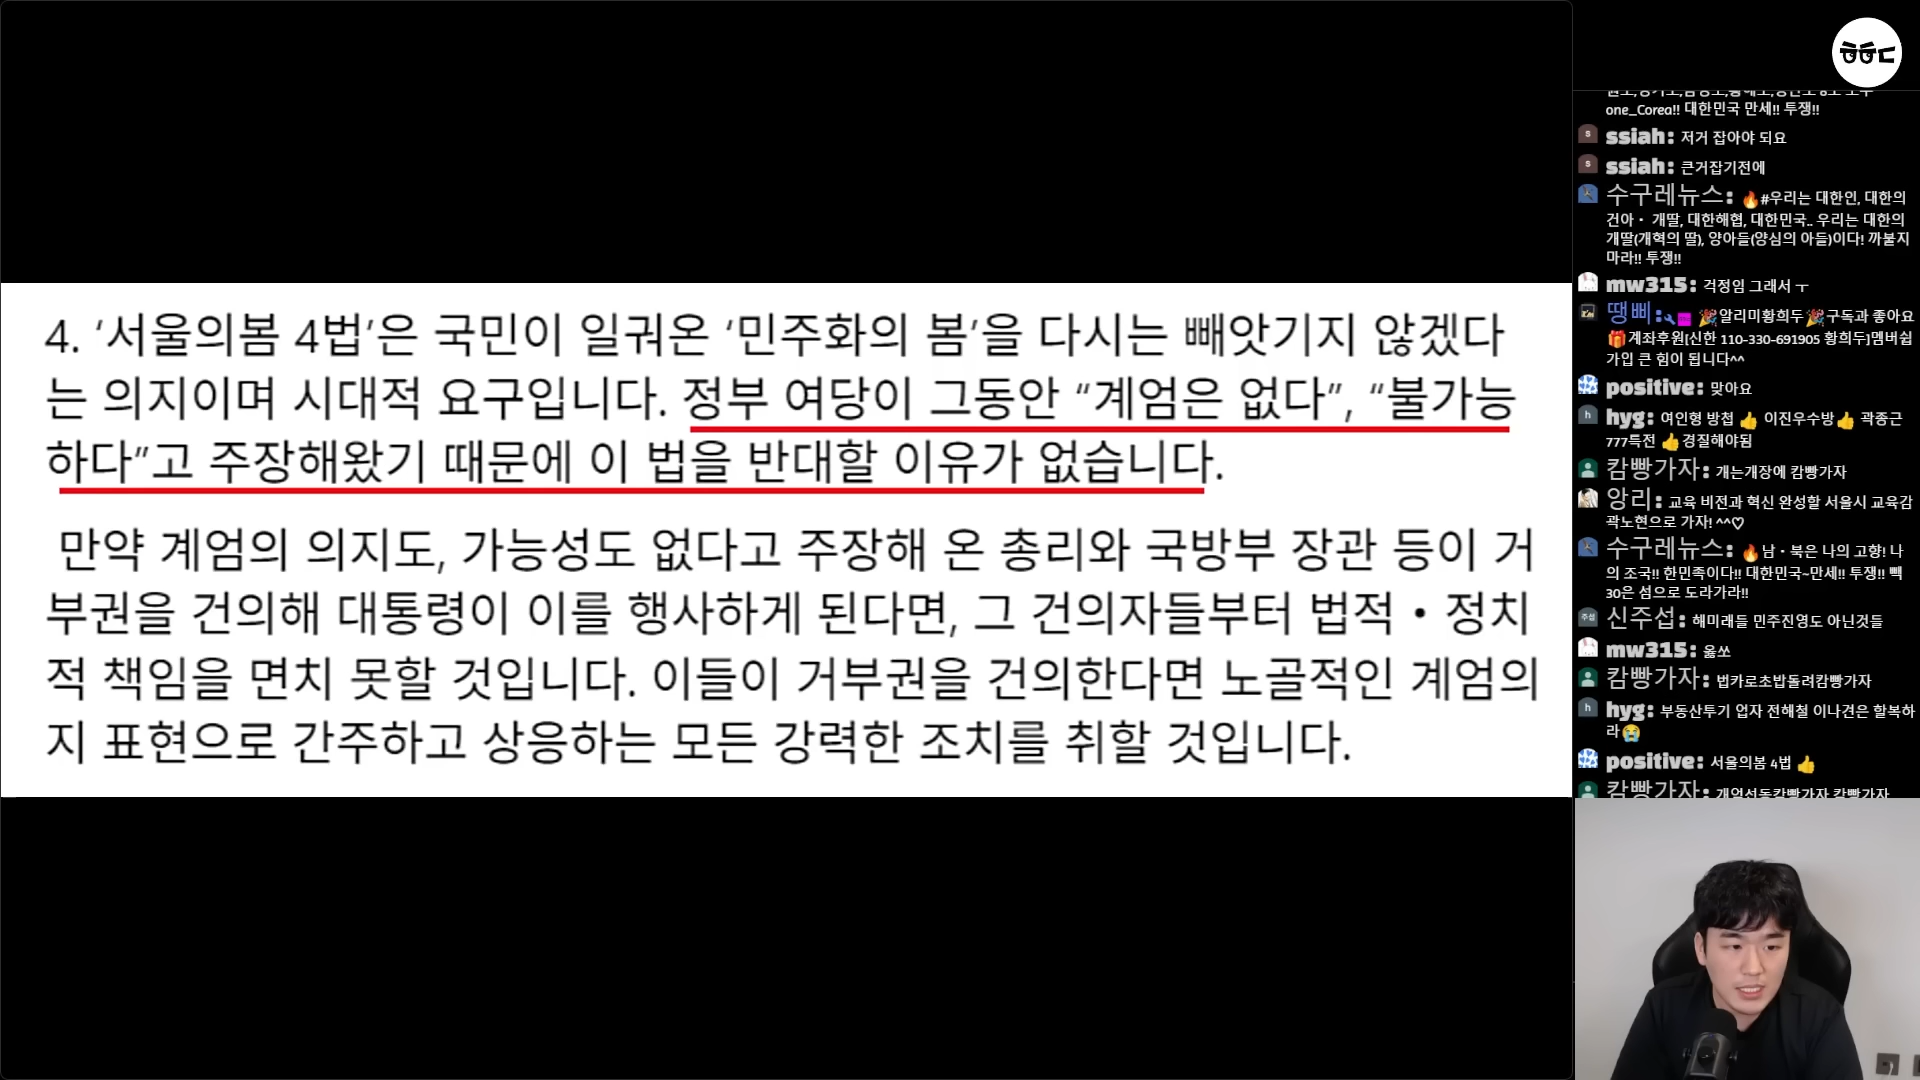 4. ‘서울의봄 4법’은 국민이 일궈온 ‘민주화의 봄’을 다시는 빼앗기지 않겠다
는 의지이며 시대적 요구입니다. 정부 여당이 그동안 “계엄은 없다”, “불가능
하다”고 주장해왔기 때문에 이 법을 반대할 이유가 없습니다.
만약 계엄의 의지도, 가능성도 없다고 주장해 온 총리와 국방부 장관 등이 거
부권을 건의해 대통령이 이를 행사하게 된다면, 그 건의자들부터 법적・정치
적 책임을 면치 못할 것입니다. 이들이 거부권을 건의한다면 노골적인 계엄의
지 표현으로 간주하고 상응하는 모든 강력한 조치를 취할 것입니다.
one_Corea!! 대한민국 만세!! 투쟁!!
ssiah: 저거 잡아야 되요
ssiah: 큰거잡기전에
수구레뉴스: 🔥#우리는 대한인, 대한의
건아・ 개딸, 대한해협, 대한민국.. 우리는 대한의
개딸(개혁의 딸), 양아들(양심의 아들)이다! 까불지
마라!! 투쟁!!
mw315: 걱정임 그래서 ㅜ
땡삐: 🎉알리미황희두🎉구독과 좋아요
🎁계좌후원[신한 110-330-691905 황희두]멤버쉽
가입 큰 힘이 됩니다^^
positive: 맞아요
hyg: 여인형 방첩 👍 이진우수방👍 곽종근
777특전 👍경질해야됨
캄빵가자: 개는개장에 캄빵가자
앙리: 교육 비전과 혁신 완성할 서울시 교육감
곽노현으로 가자! ^^♡
수구레뉴스: 🔥남・북은 나의 고향! 나
의 조국!! 한민족이다!! 대한민국~만세!! 투쟁!! 빽
30은 섬으로 도라가라!!
신주섭: 해미래들 민주진영도 아닌것들
mw315: 옳쏘
캄빵가자: 법카로초밥돌려캄빵가자
hyg: 부동산투기 업자 전혜철 이나견은 할복하
라😭
positive: 서울의봄 4법 👍
캄빵가자: